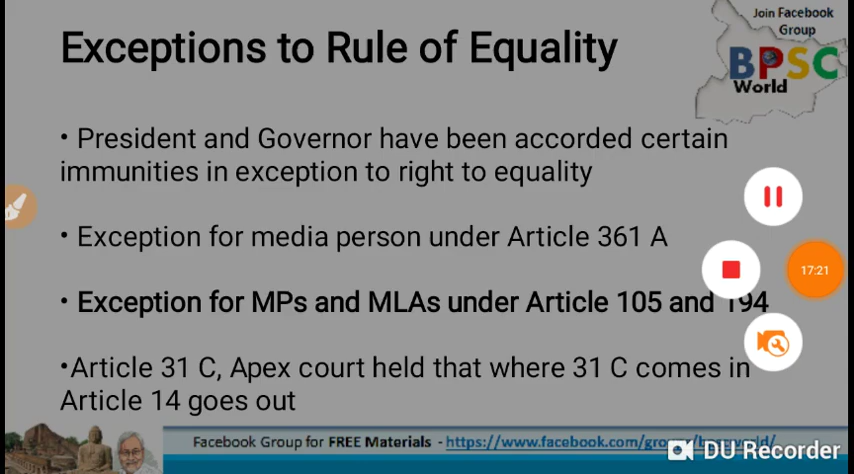 Join Facebook
Group
Exceptions to Rule of Equality
BPSC
World
• President and Governor have been accorded certain
immunities in exception to right to equality
• Exception for media person under Article 361 A
17:21
• Exception for MPs and MLAs under Article 105 and 194
•Article 31 C, Apex court held that where 31 C comes in
Article 14 goes out
Facebook Group for FREE Materials - https://www.facebook.com/groups/bpscworld/
DU Recorder